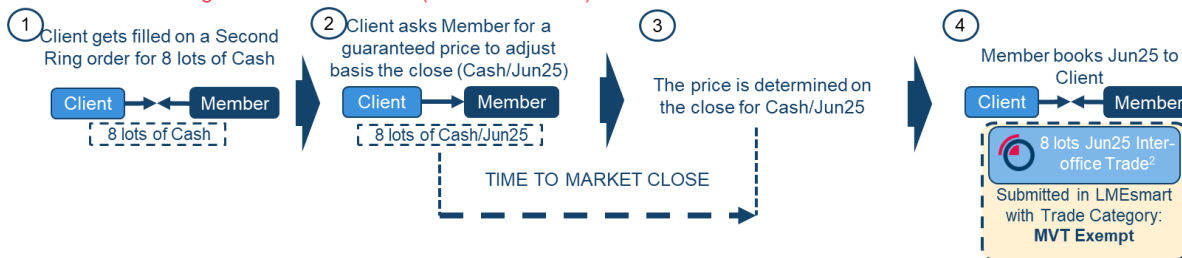 1
Client gets filled on a Second
Ring order for 8 lots of Cash
Client
Member
8 lots of Cash
2
Client asks Member for a
guaranteed price to adjust
basis the close (Cash/Jun25)
Client
Member
8 lots of Cash/Jun25
TIME TO MARKET CLOSE
3
The price is determined on
the close for Cash/Jun25
4
Member books Jun25 to
Client
Client
Member
8 lots Jun25 Inter-
office Trade2
Submitted in LMEsmart
with Trade Category:
MVT Exempt